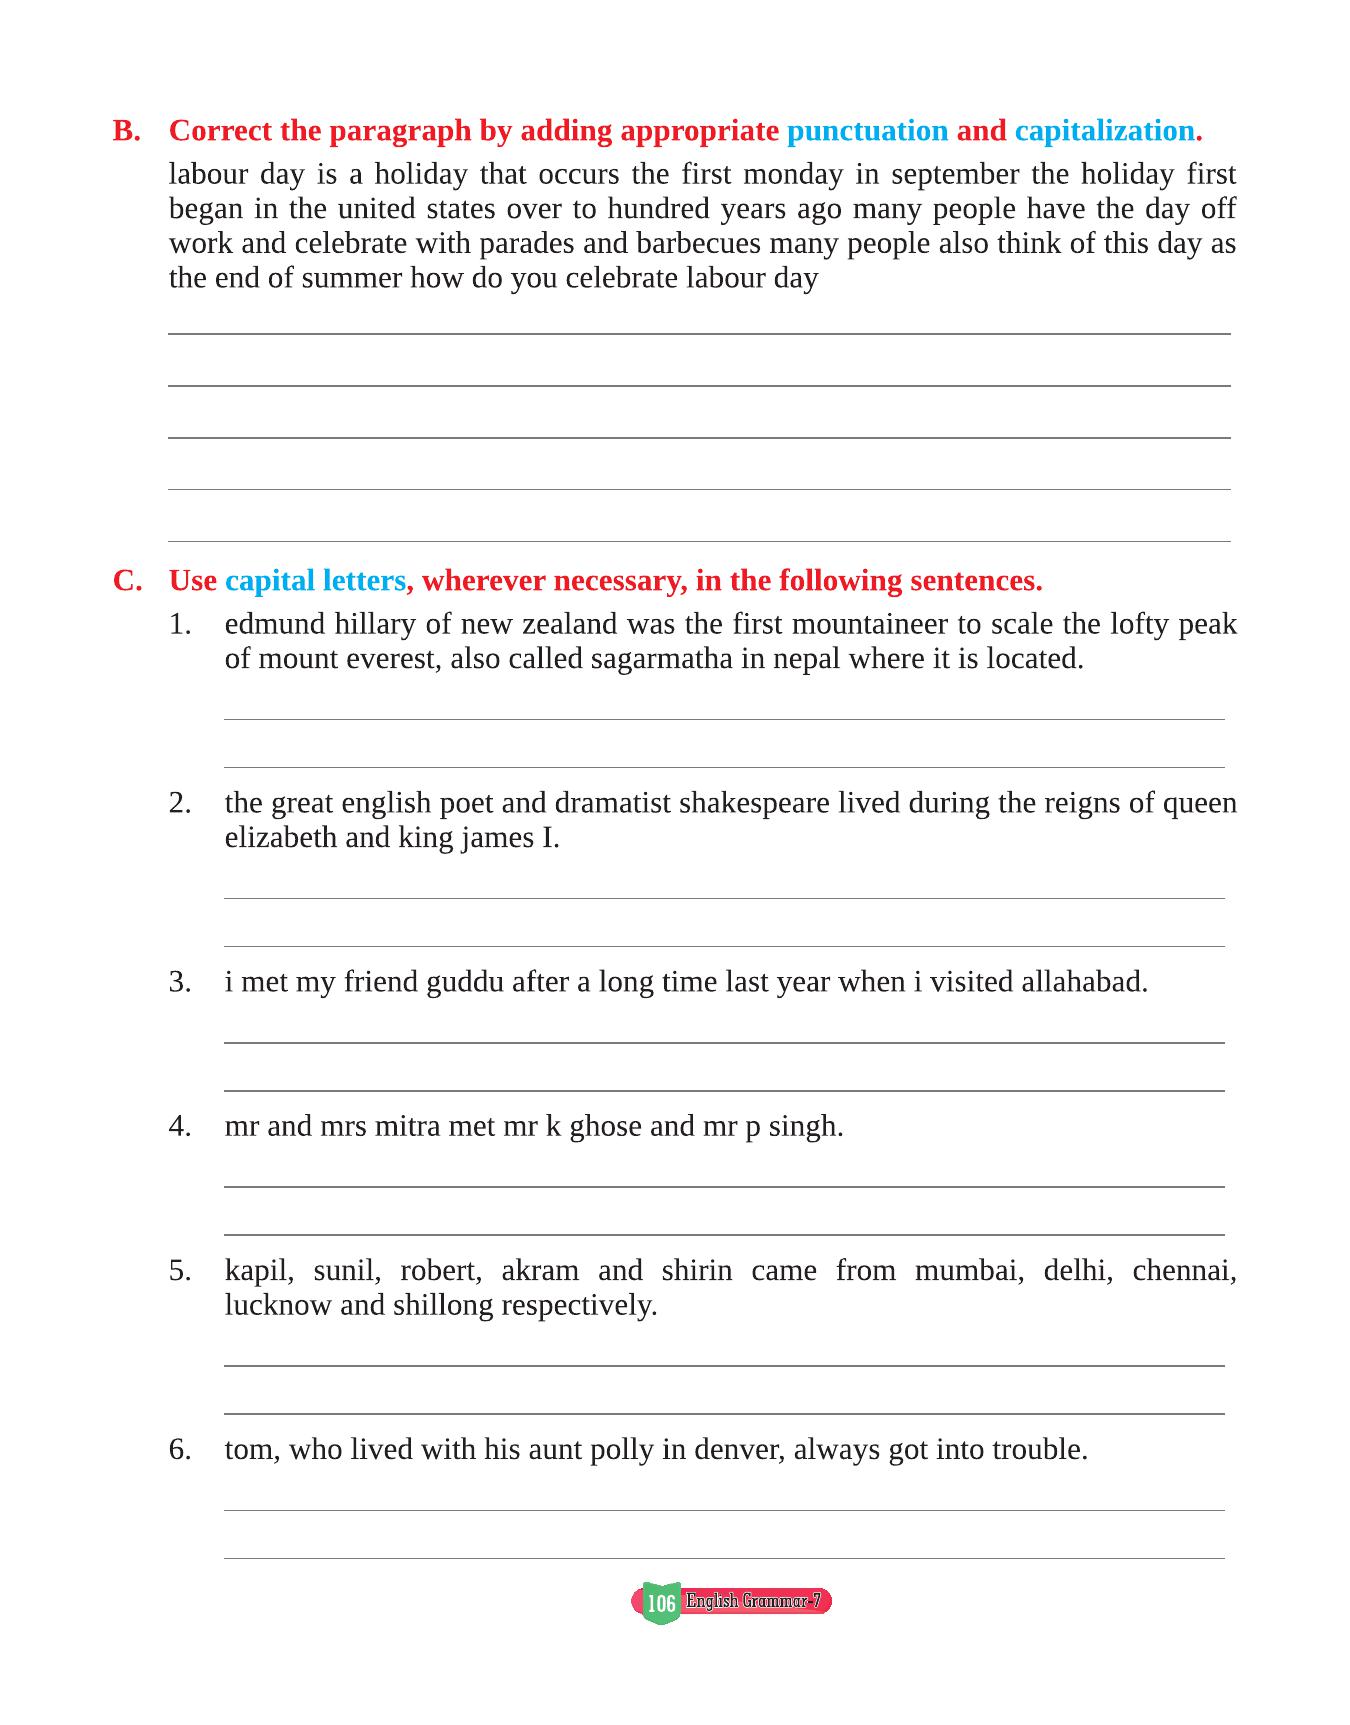 B. Correct the paragraph by adding appropriate punctuation and capitalization.
labour day is a holiday that occurs the first monday in september the holiday first
began in the united states over to hundred years ago many people have the day off
work and celebrate with parades and barbecues many people also think of this day as
the end of summer how do you celebrate labour day
C. Use capital letters, wherever necessary, in the following sentences.
1. edmund hillary of new zealand was the first mountaineer to scale the lofty peak
of mount everest, also called sagarmatha in nepal where it is located.
2. the great english poet and dramatist shakespeare lived during the reigns of queen
elizabeth and king james I.
3. i met my friend guddu after a long time last year when i visited allahabad.
4. mr and mrs mitra met mr k ghose and mr p singh.
5. kapil, sunil, robert, akram and shirin came from mumbai, delhi, chennai,
lucknow and shillong respectively.
6. tom, who lived with his aunt polly in denver, always got into trouble.
106 English Grammar-7